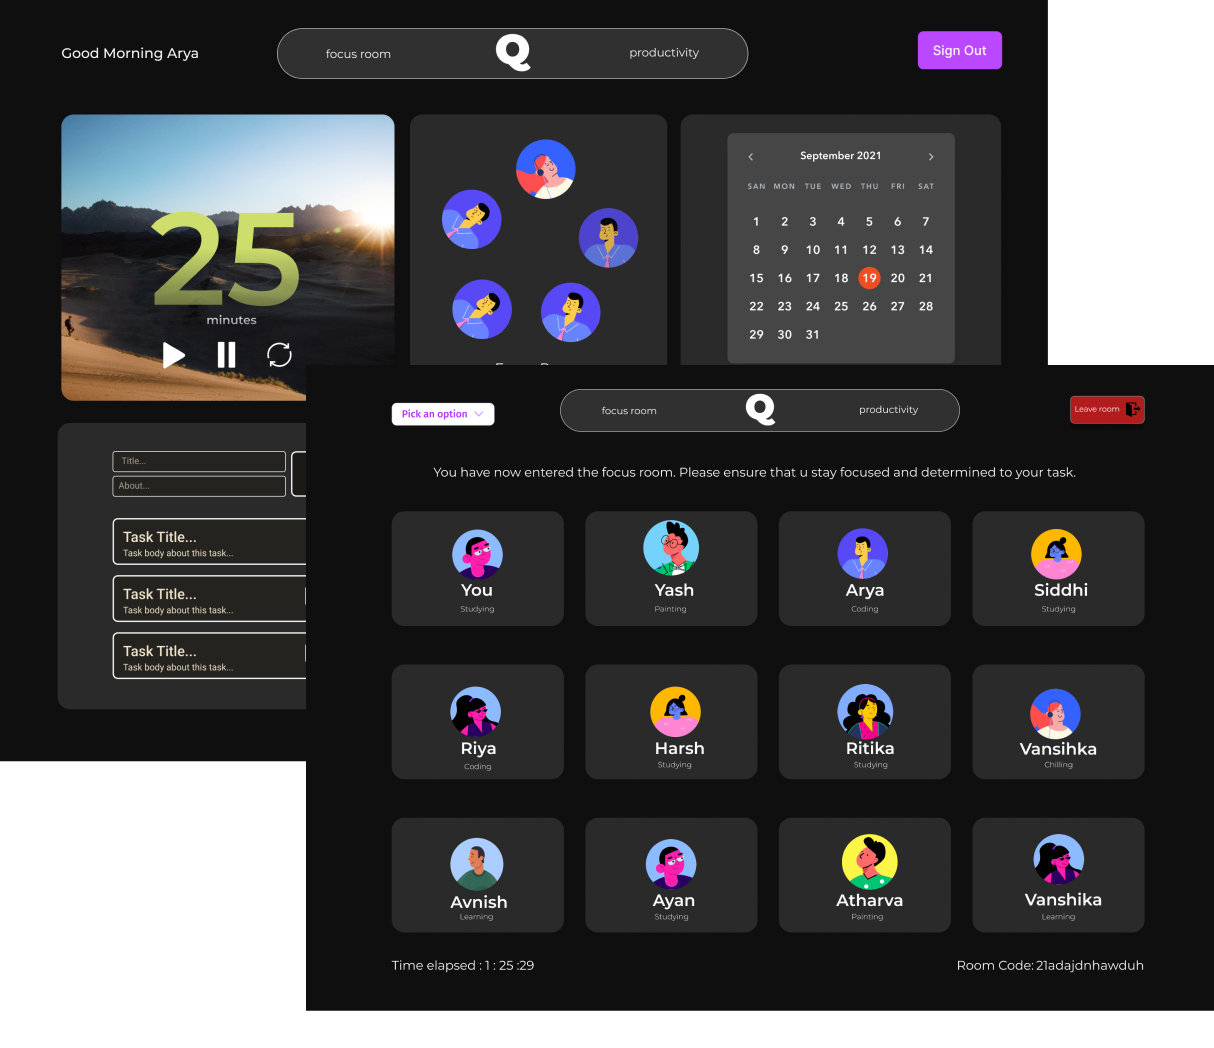 Good Morning Arya
focus room
Q
productivity
Sign Out
25
minutes
September 2021
SAN MON TUE WED THU FRI SAT
1 2 3 4 5 6 7
8 9 10 11 12 13 14
15 16 17 18 19 20 21
22 23 24 25 26 27 28
29 30 31
Title...
About...
Task Title...
Task body about this task...
Task Title...
Task body about this task...
Task Title...
Task body about this task...
Pick an option
focus room
Q
productivity
Leave room
You have now entered the focus room. Please ensure that u stay focused and determined to your task.
You
Studying
Yash
Painting
Arya
Coding
Siddhi
Studying
Riya
Coding
Harsh
Studying
Ritika
Studying
Vansihka
Chilling
Avnish
Learning
Ayan
Studying
Atharva
Painting
Vanshika
Learning
Time elapsed : 1 : 25 :29
Room Code: 21adajdnhawduh